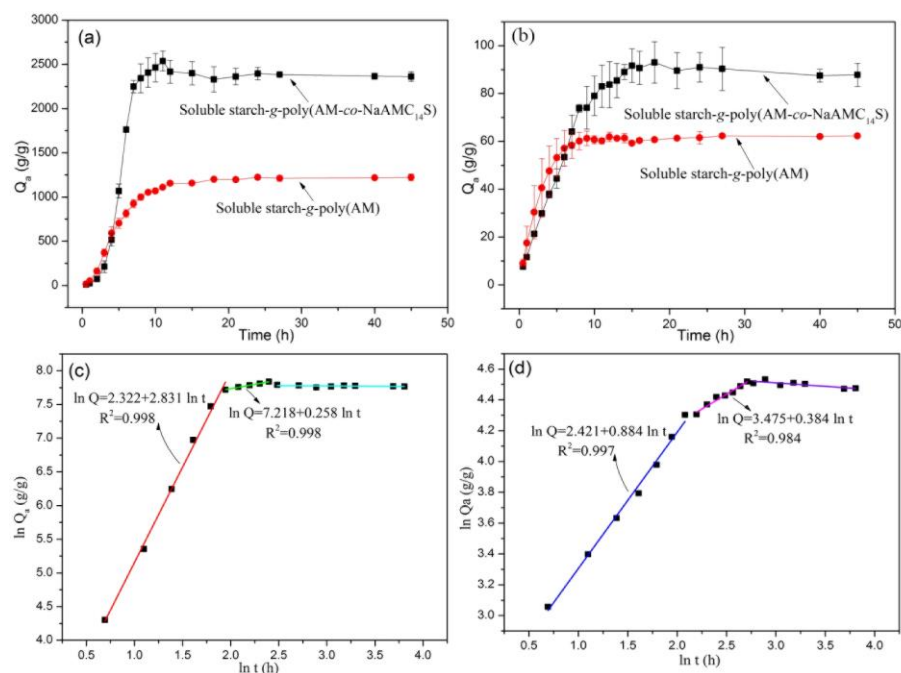 (a)
3000
2500
2000
1500
1000
500
0
Q_a (g/g)
Soluble starch-g-poly(AM-co-NaAMC₁₄S)
Soluble starch-g-poly(AM)
0 10 20 30 40 50
Time (h)
(b)
100
80
60
40
20
0
Q_a (g/g)
Soluble starch-g-poly(AM-co-NaAMC₁₄S)
Soluble starch-g-poly(AM)
0 10 20 30 40 50
Time (h)
(c)
8.0
7.5
7.0
6.5
6.0
5.5
5.0
4.5
4.0
ln Q_a (g/g)
ln Q=2.322+2.831 ln t
R²=0.998
ln Q=7.218+0.258 ln t
R²=0.998
0.5 1.0 1.5 2.0 2.5 3.0 3.5 4.0
ln t (h)
(d)
4.6
4.4
4.2
4.0
3.8
3.6
3.4
3.2
3.0
ln Qa (g/g)
ln Q=2.421+0.884 ln t
R²=0.997
ln Q=3.475+0.384 ln t
R²=0.984
0.5 1.0 1.5 2.0 2.5 3.0 3.5 4.0
ln t (h)